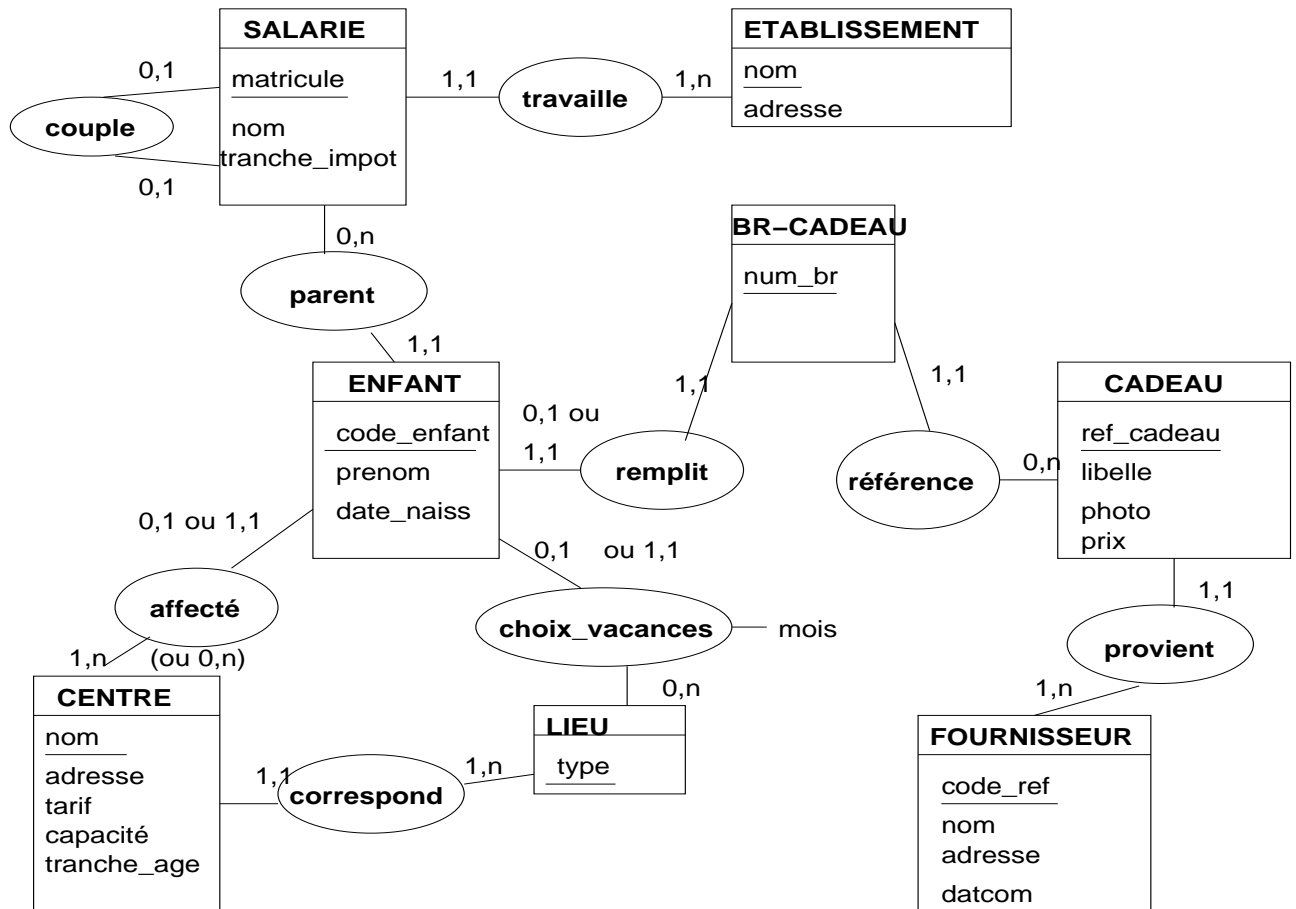 SALARIE
matricule
nom
tranche_impot
ETABLISSEMENT
nom
adresse
0,1
couple
0,1
1,1
travaille
1,n
0,n
parent
1,1
BR–CADEAU
num_br
ENFANT
code_enfant
prenom
date_naiss
0,1 ou
1,1
remplit
1,1
1,1
référence
0,n
CADEAU
ref_cadeau
libelle
photo
prix
0,1 ou 1,1
affecté
1,n
(ou 0,n)
0,1 ou 1,1
choix_vacances
mois
0,n
1,1
provient
1,n
CENTRE
nom
adresse
tarif
capacité
tranche_age
1,1
correspond
1,n
LIEU
type
FOURNISSEUR
code_ref
nom
adresse
datcom